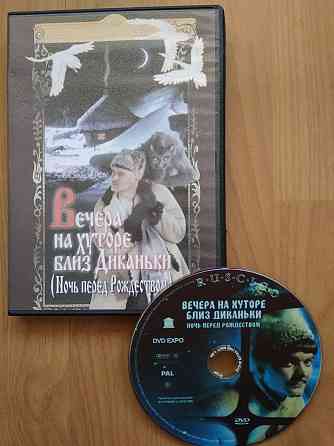 Вечера
на хуторе
близ Диканьки
(Ночь перед Рождеством)
RUSCICO
ВЕЧЕРА НА ХУТОРЕ
БЛИЗ ДИКАНЬКИ
НОЧЬ ПЕРЕД РОЖДЕСТВОМ
DVD EXPO
PAL
DVD